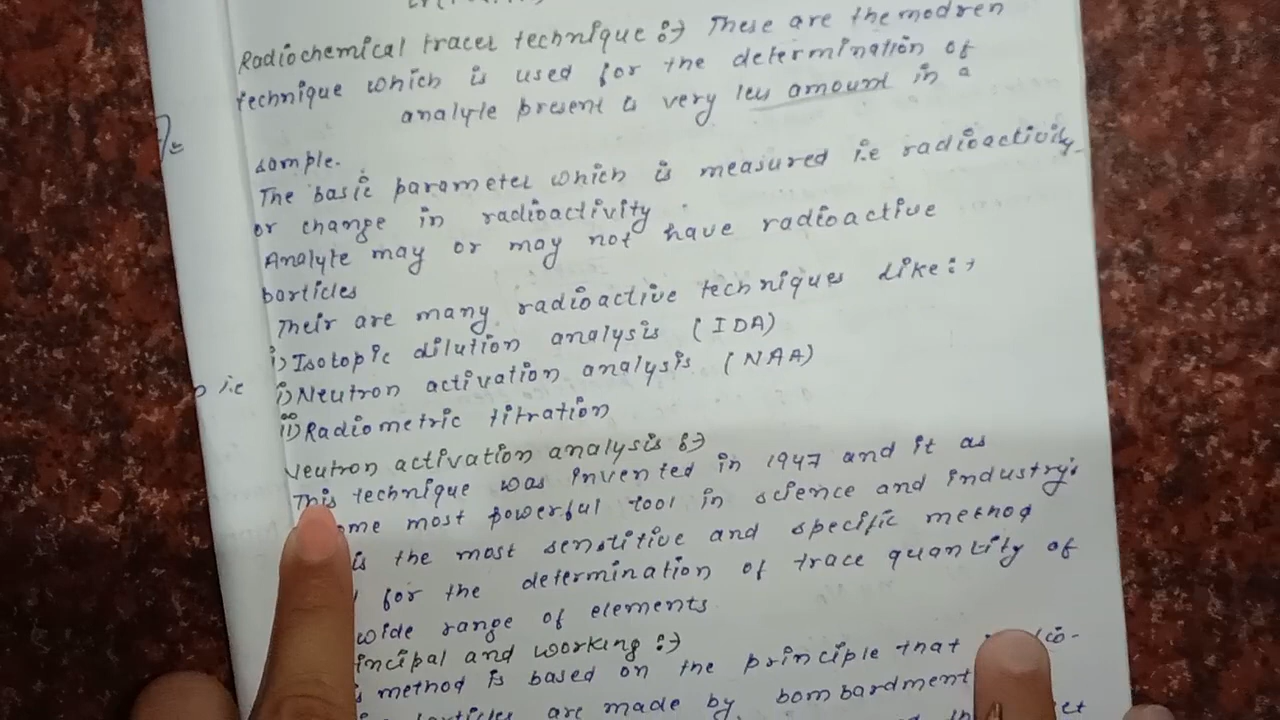 Radiochemical tracer technique :→ These are the modren
technique which is used for the determination of
analyte present is very less amount in a
sample.
The basic parameter which is measured i.e radioactivity
or change in radioactivity
Analyte may or may not have radioactive
particles
Their are many radioactive techniques like :→
i) Isotopic dilution analysis (IDA)
i) Neutron activation analysis (NAA)
iii) Radiometric titration
i.e
Neutron activation analysis :→
This technique was invented in 1947 and it as
ome most powerful tool in science and industry.
is the most senstitive and specific method
for the determination of trace quantity of
wide range of elements
incipal and working :→
method is based on the principle that
are made by bombardment